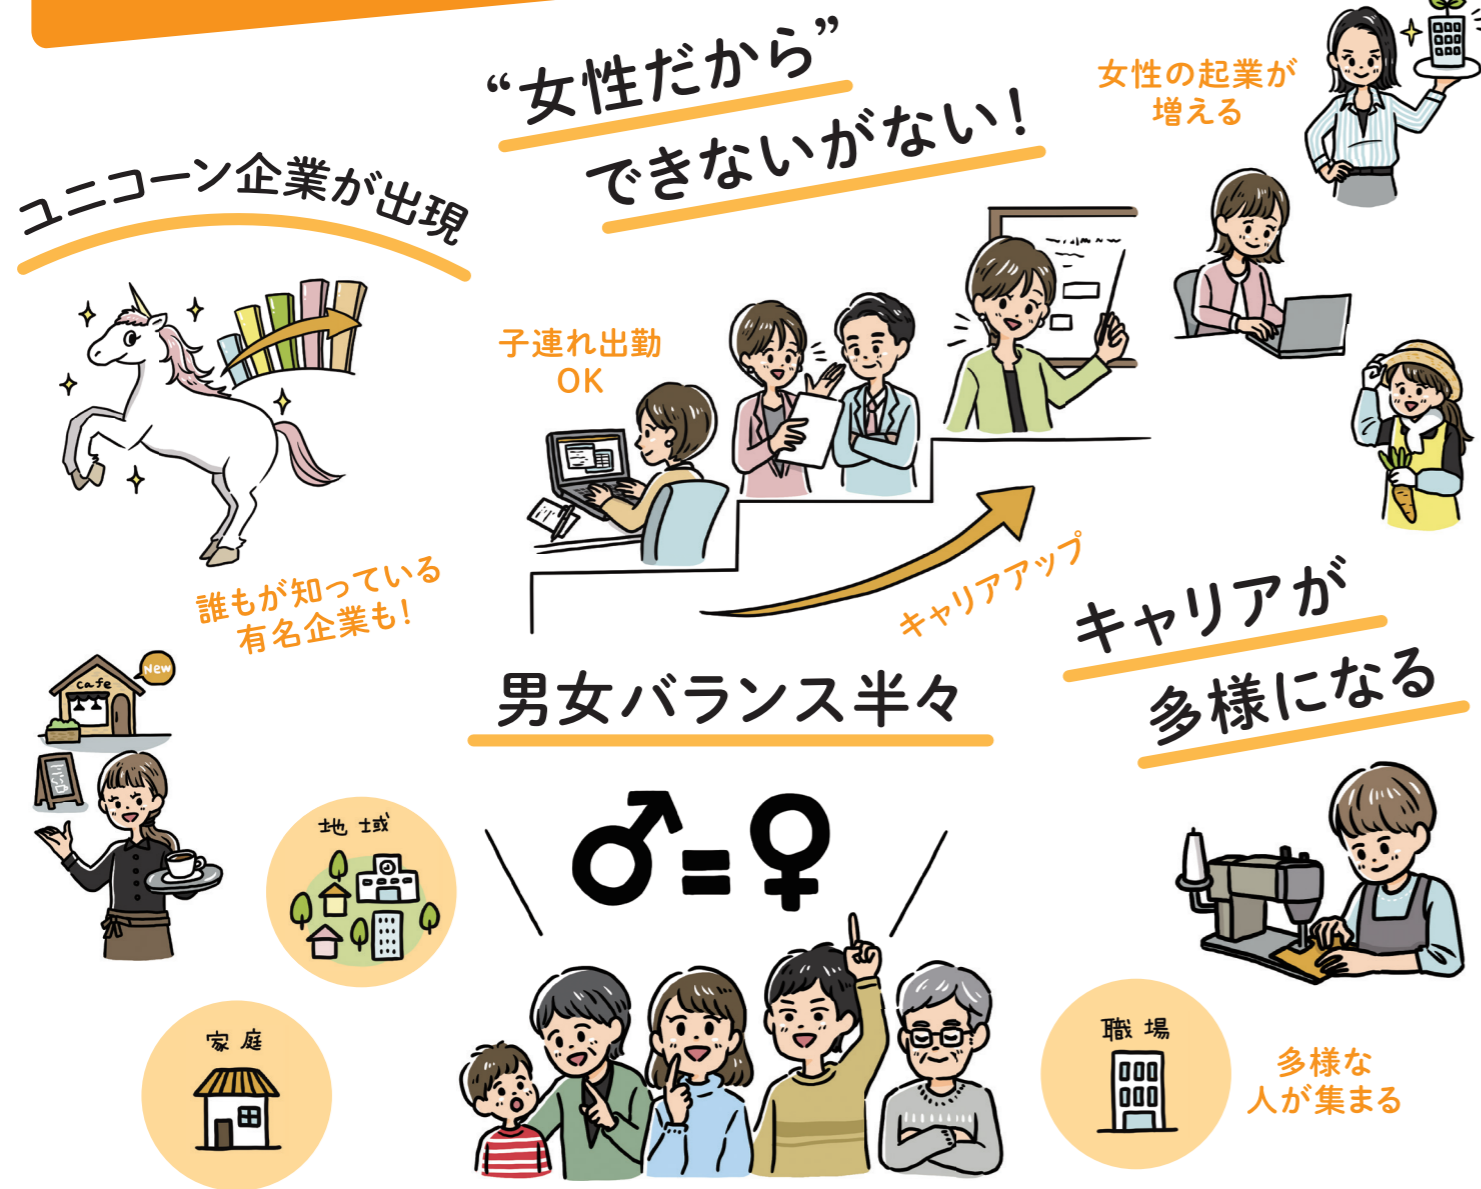 “女性だから”
できないがない!
女性の起業が
増える
ユニコーン企業が出現
子連れ出勤
OK
キャリアアップ
誰もが知っている
有名企業も!
キャリアが
多様になる
男女バランス半々
New
cafe
地域
♂=♀
家庭
職場
多様な
人が集まる